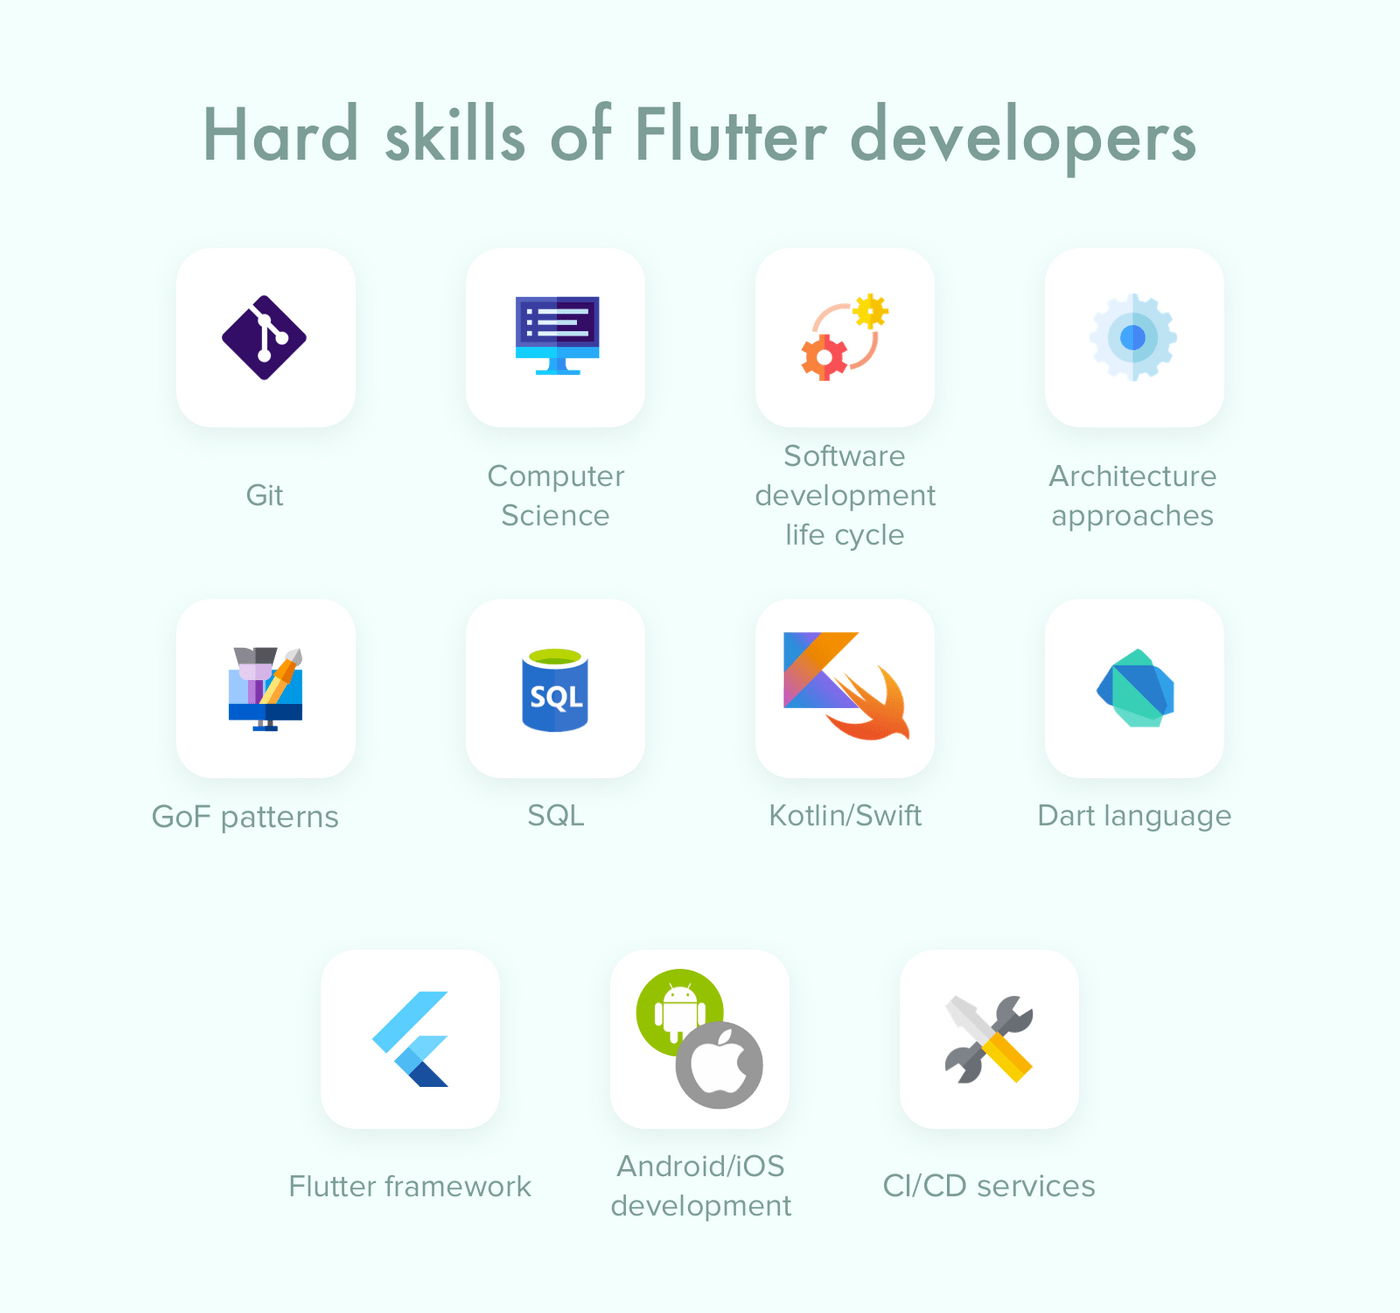 Hard skills of Flutter developers
Git
Computer
Science
Software
development
life cycle
Architecture
approaches
GoF patterns
SQL
SQL
Kotlin/Swift
Dart language
Flutter framework
Android/iOS
development
CI/CD services